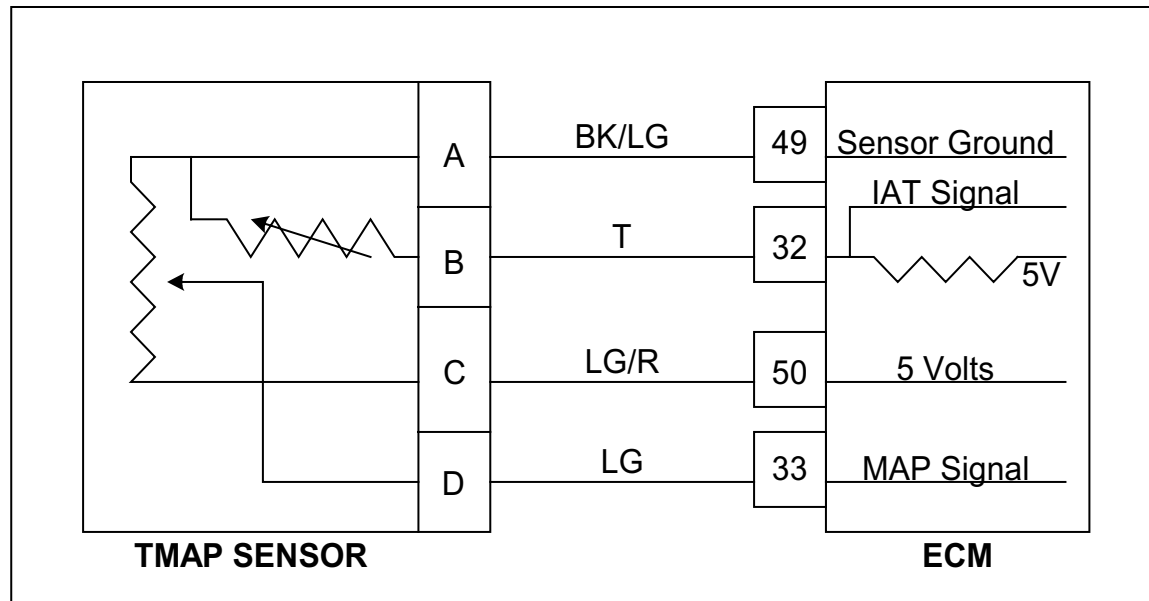 A BK/LG 49 Sensor Ground
IAT Signal
B T 32
5V
C LG/R 50 5 Volts
D LG 33 MAP Signal
TMAP SENSOR ECM